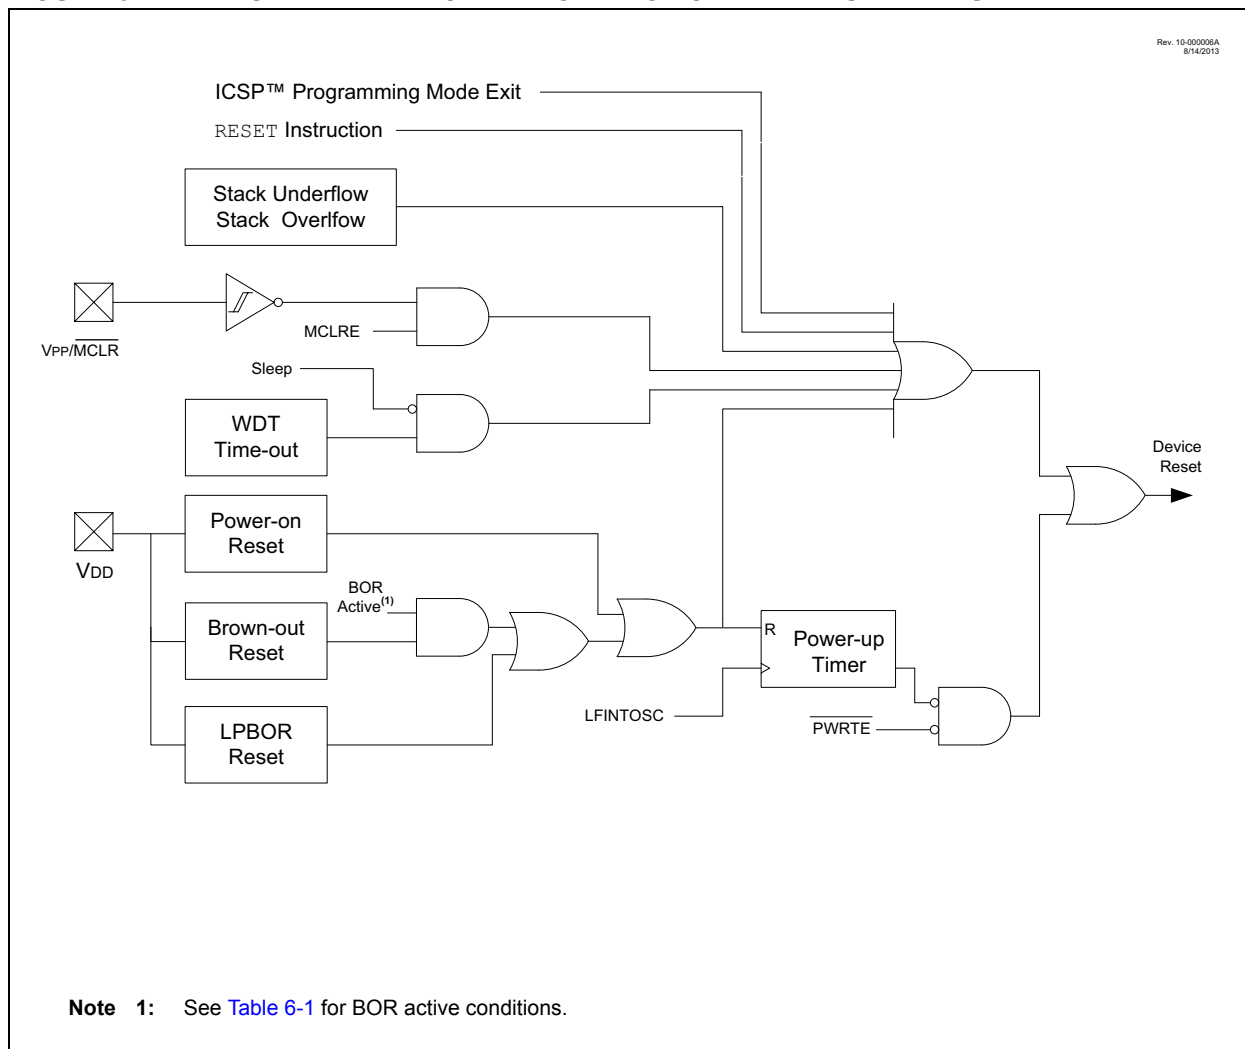 Rev. 10-000006A
8/14/2013
ICSP™ Programming Mode Exit
RESET Instruction
Stack Underflow
Stack Overlfow
VPP/MCLR
MCLRE
Sleep
WDT
Time-out
VDD
Power-on
Reset
BOR
Active(1)
Brown-out
Reset
LPBOR
Reset
R
Power-up
Timer
LFINTOSC
PWRTE
Device
Reset
Note 1: See Table 6-1 for BOR active conditions.